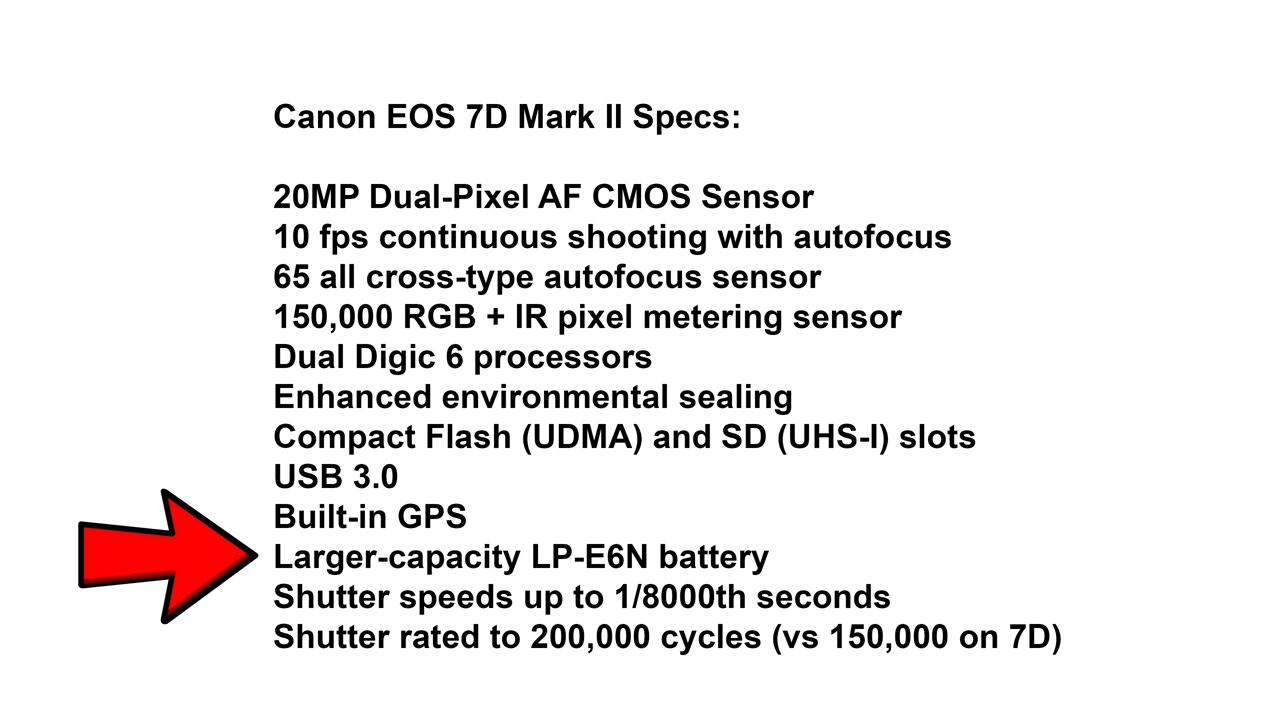 Canon EOS 7D Mark II Specs:
20MP Dual-Pixel AF CMOS Sensor
10 fps continuous shooting with autofocus
65 all cross-type autofocus sensor
150,000 RGB + IR pixel metering sensor
Dual Digic 6 processors
Enhanced environmental sealing
Compact Flash (UDMA) and SD (UHS-I) slots
USB 3.0
Built-in GPS
Larger-capacity LP-E6N battery
Shutter speeds up to 1/8000th seconds
Shutter rated to 200,000 cycles (vs 150,000 on 7D)